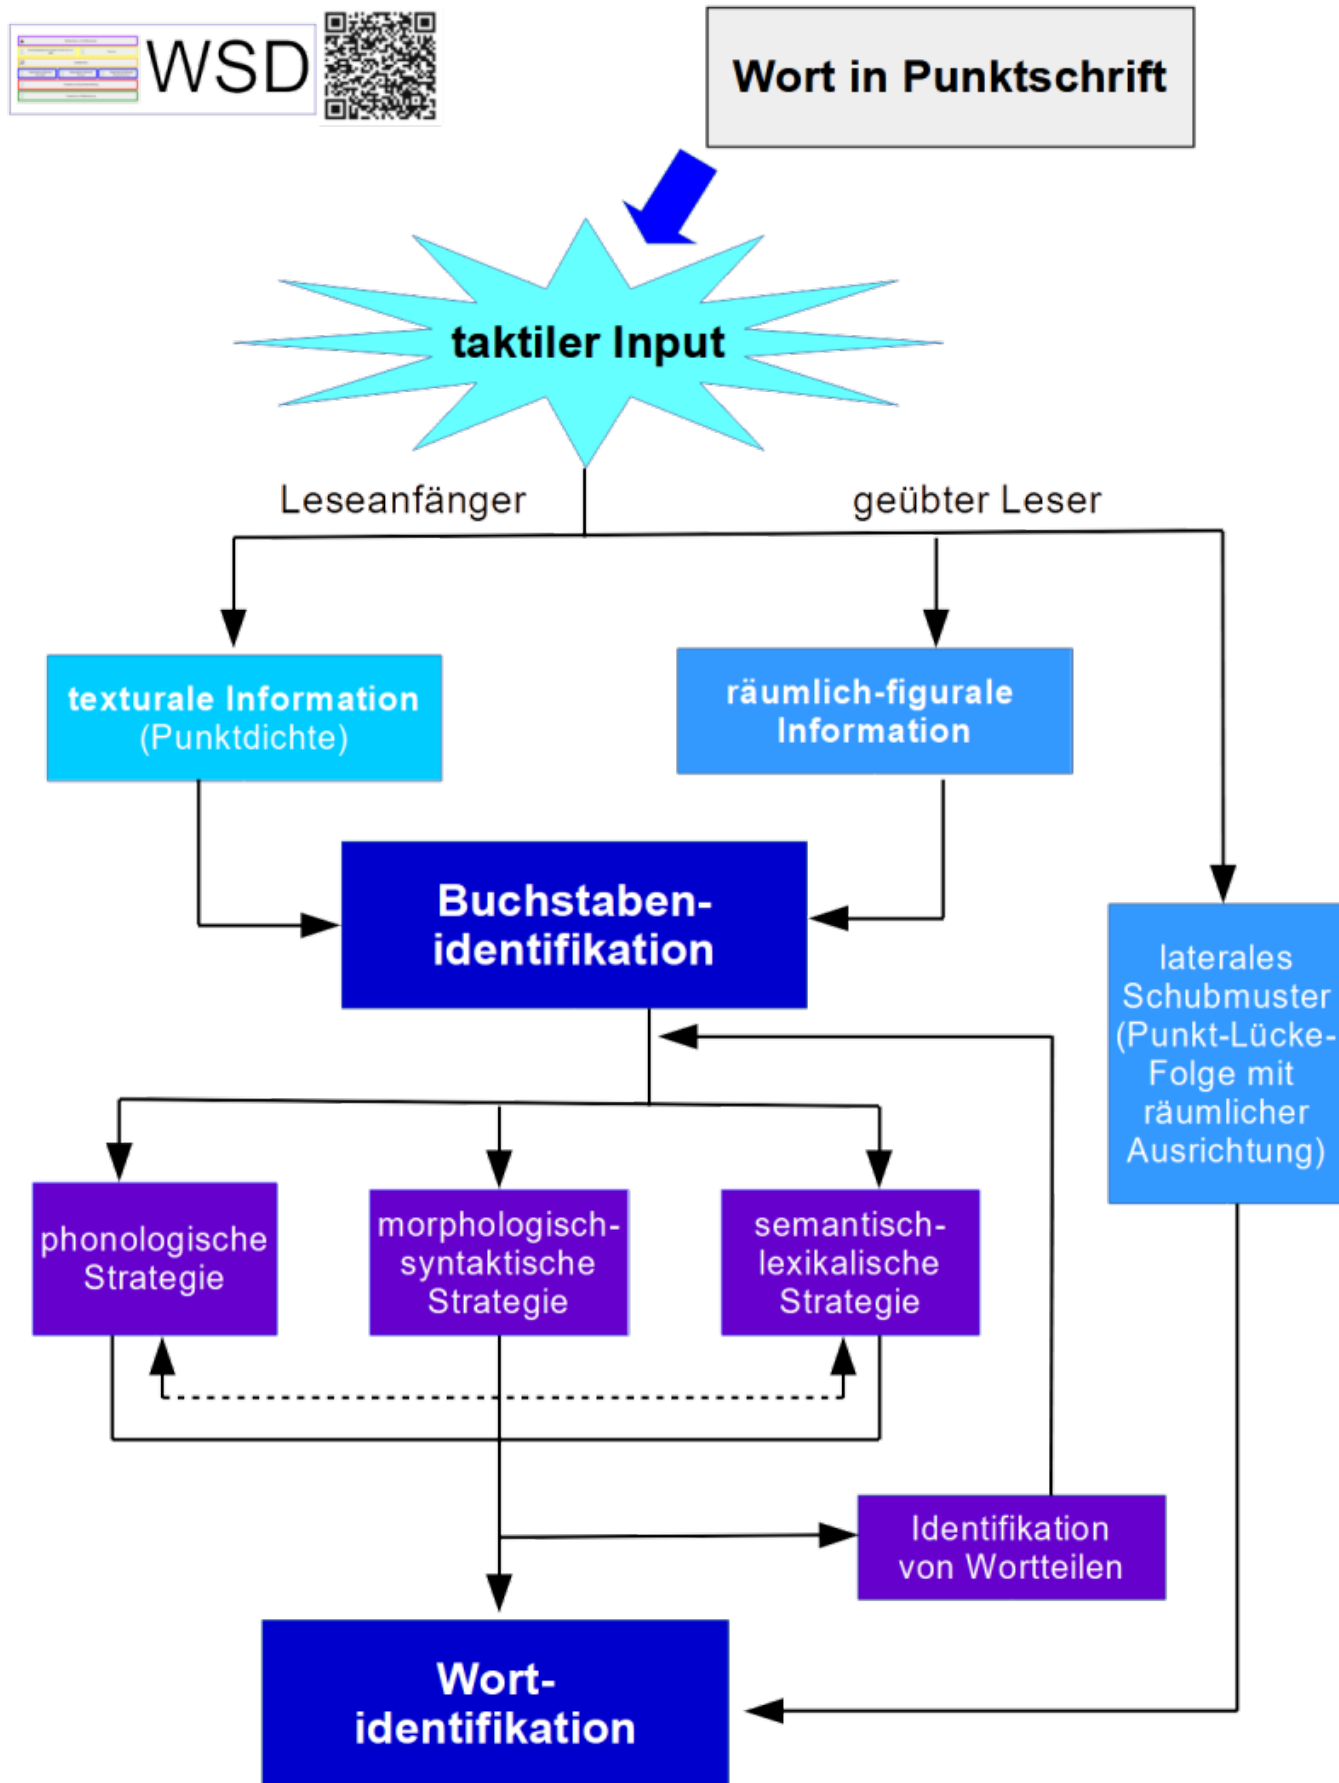 WSD
Wort in Punktschrift
taktiler Input
Leseanfänger
geübter Leser
texturale Information
(Punktdichte)
räumlich-figurale
Information
Buchstaben-
identifikation
laterales
Schubmuster
(Punkt-Lücke-
Folge mit
räumlicher
Ausrichtung)
phonologische
Strategie
morphologisch-
syntaktische
Strategie
semantisch-
lexikalische
Strategie
Identifikation
von Wortteilen
Wort-
identifikation